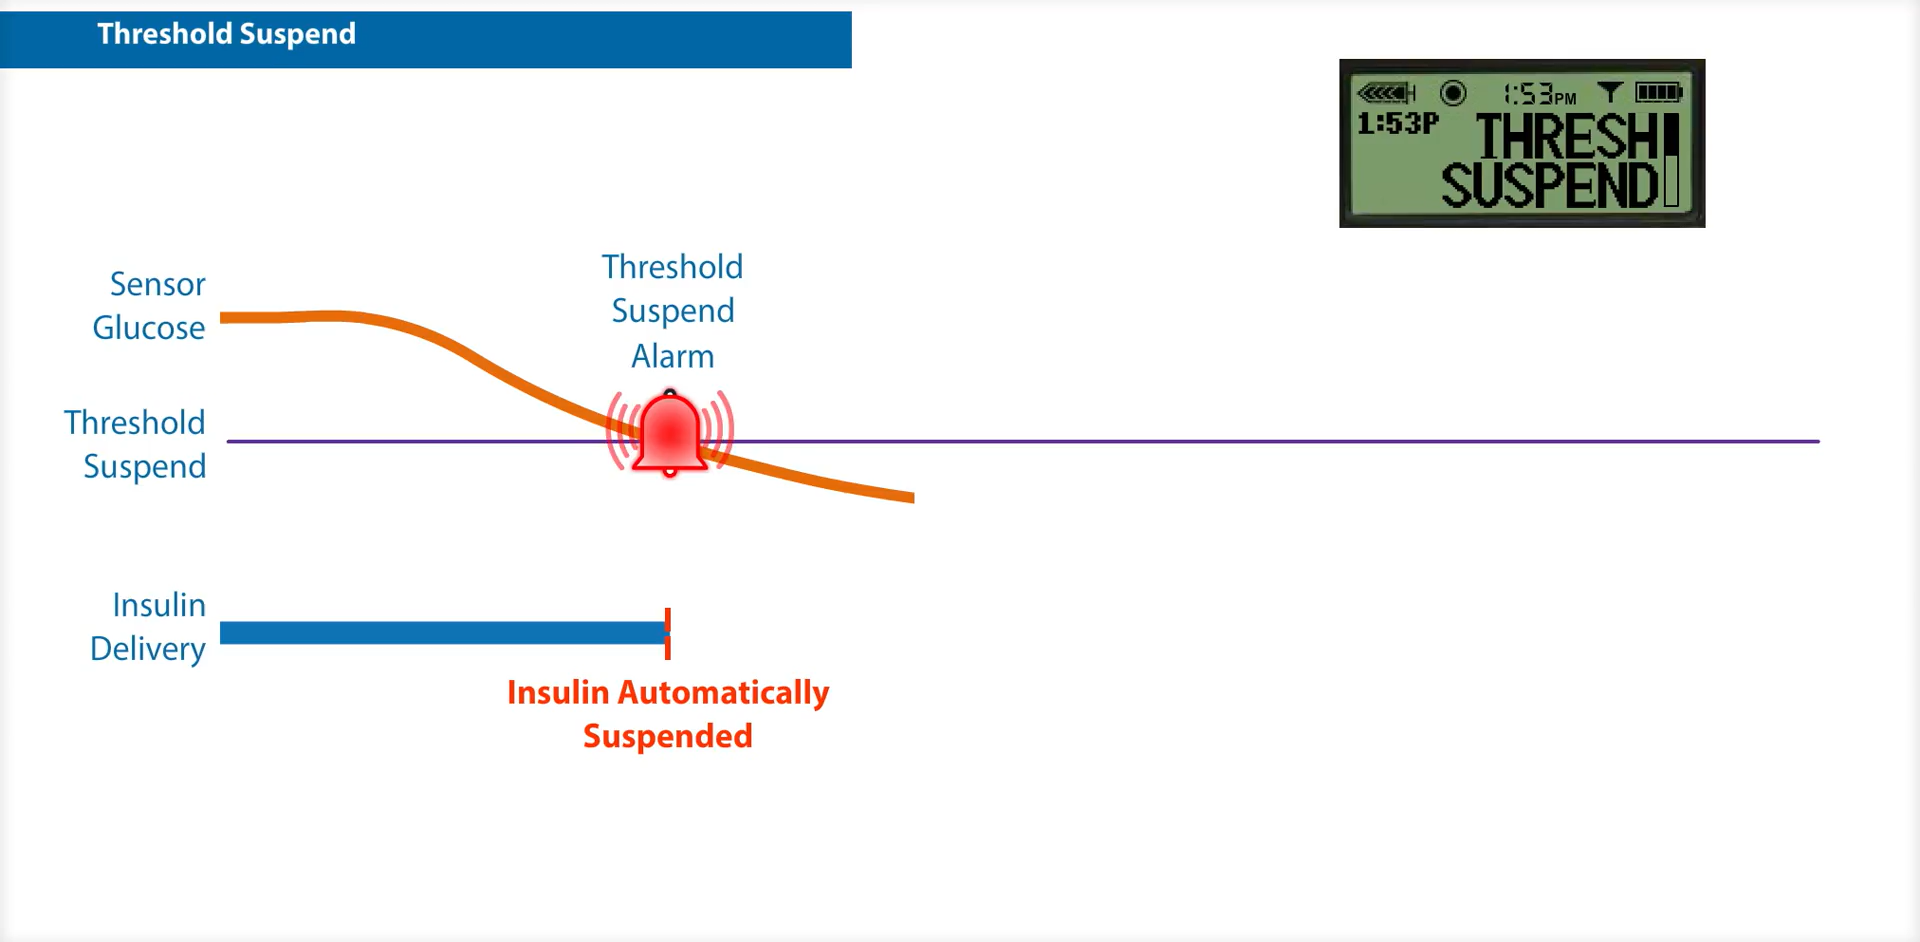 Threshold Suspend
1:53PM
1:53P
THRESH
SUSPEND
Sensor
Glucose
Threshold
Suspend
Alarm
Threshold
Suspend
Insulin
Delivery
Insulin Automatically
Suspended